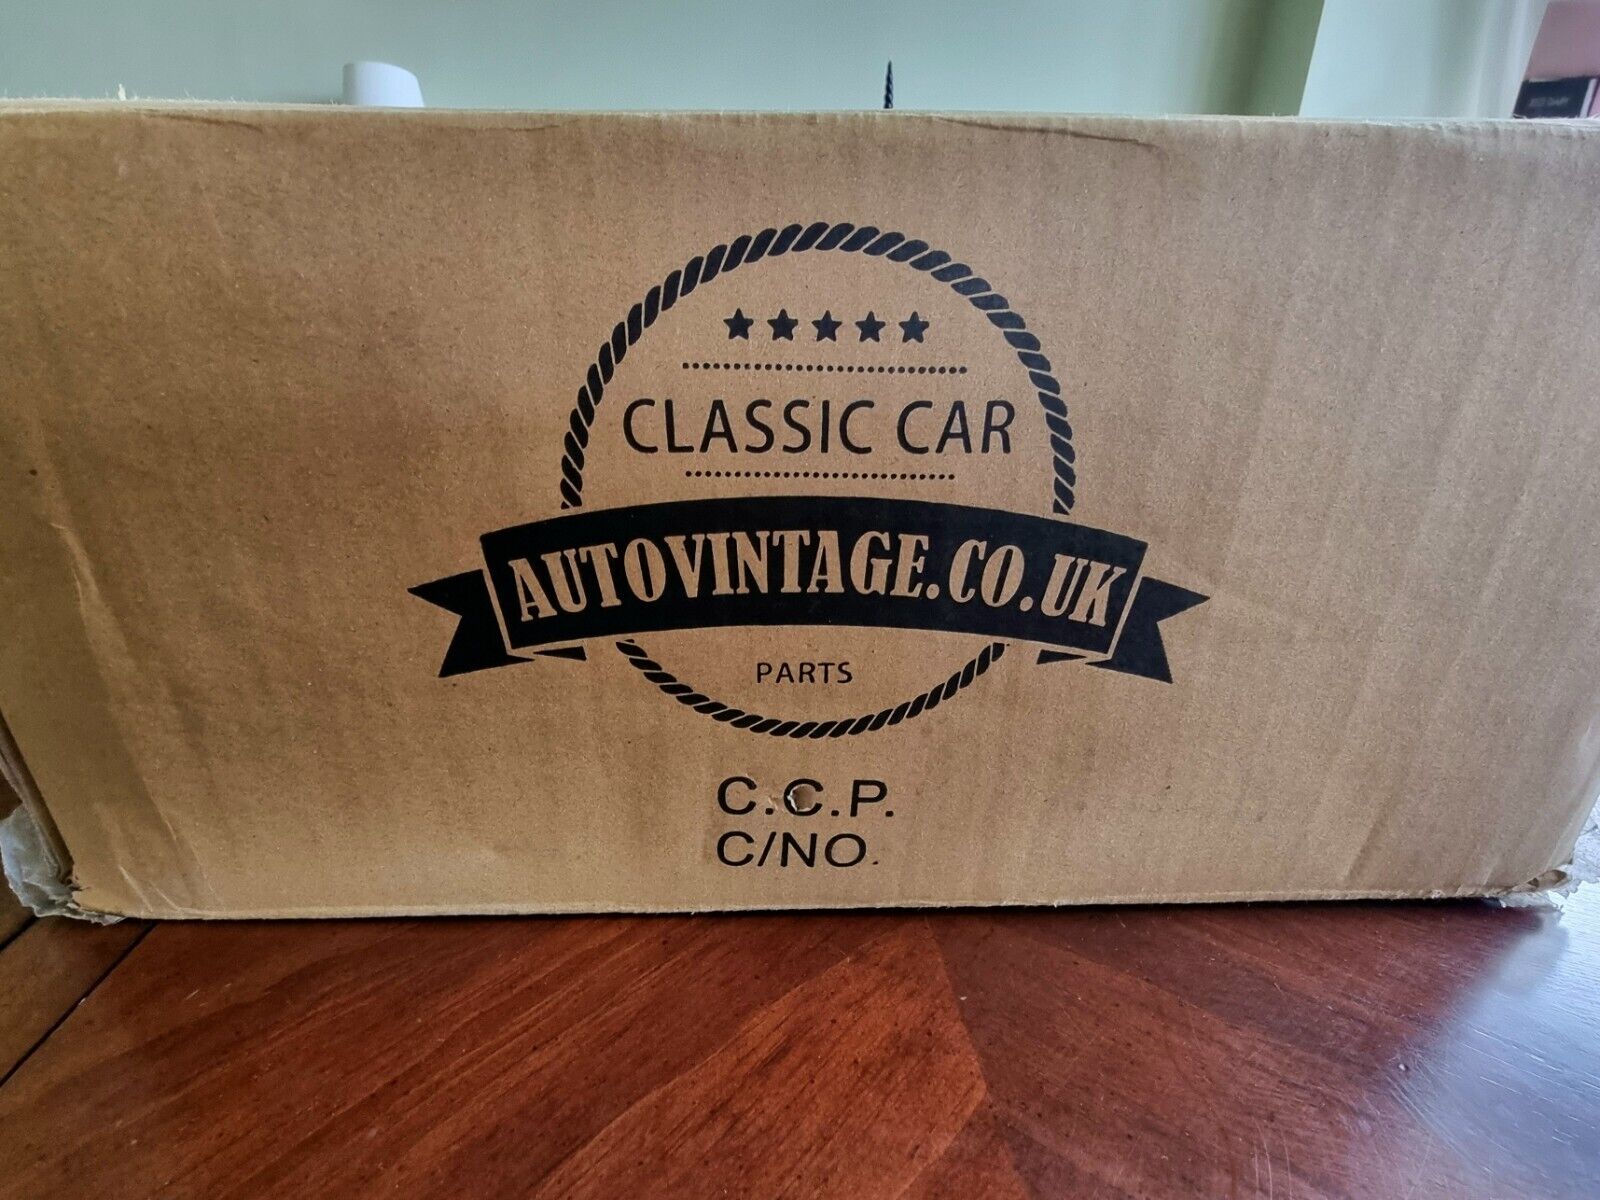 CLASSIC CAR
AUTOVINTAGE.CO.UK
PARTS
C.C.P.
C/NO.